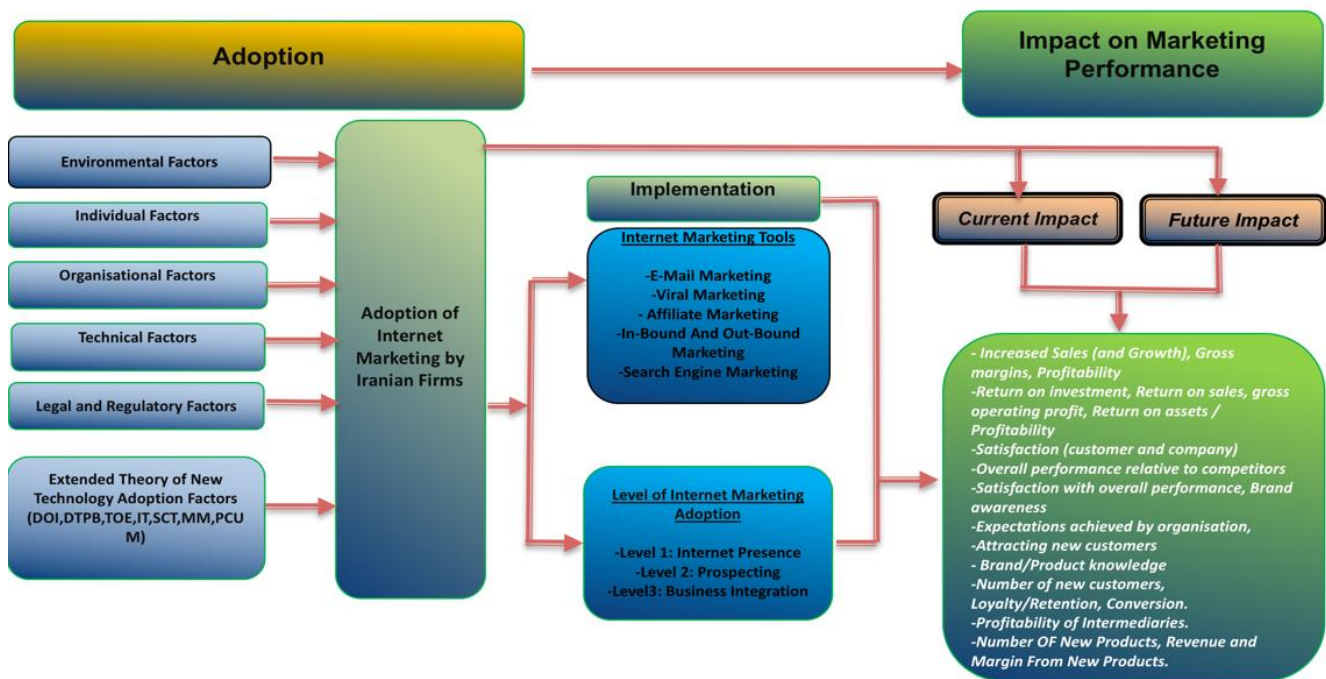 Adoption
Impact on Marketing
Performance
Environmental Factors
Individual Factors
Organisational Factors
Technical Factors
Legal and Regulatory Factors
Extended Theory of New
Technology Adoption Factors
(DOI,DTPB,TOE,IT,SCT,MM,PCU
M)
Adoption of
Internet
Marketing by
Iranian Firms
Implementation
Internet Marketing Tools
-E-Mail Marketing
-Viral Marketing
- Affiliate Marketing
-In-Bound And Out-Bound
Marketing
-Search Engine Marketing
Level of Internet Marketing
Adoption
-Level 1: Internet Presence
-Level 2: Prospecting
-Level3: Business Integration
Current Impact
Future Impact
- Increased Sales (and Growth), Gross
margins, Profitability
-Return on investment, Return on sales, gross
operating profit, Return on assets /
Profitability
-Satisfaction (customer and company)
-Overall performance relative to competitors
-Satisfaction with overall performance, Brand
awareness
-Expectations achieved by organisation,
-Attracting new customers
- Brand/Product knowledge
-Number of new customers,
Loyalty/Retention, Conversion.
-Profitability of Intermediaries.
-Number OF New Products, Revenue and
Margin From New Products.